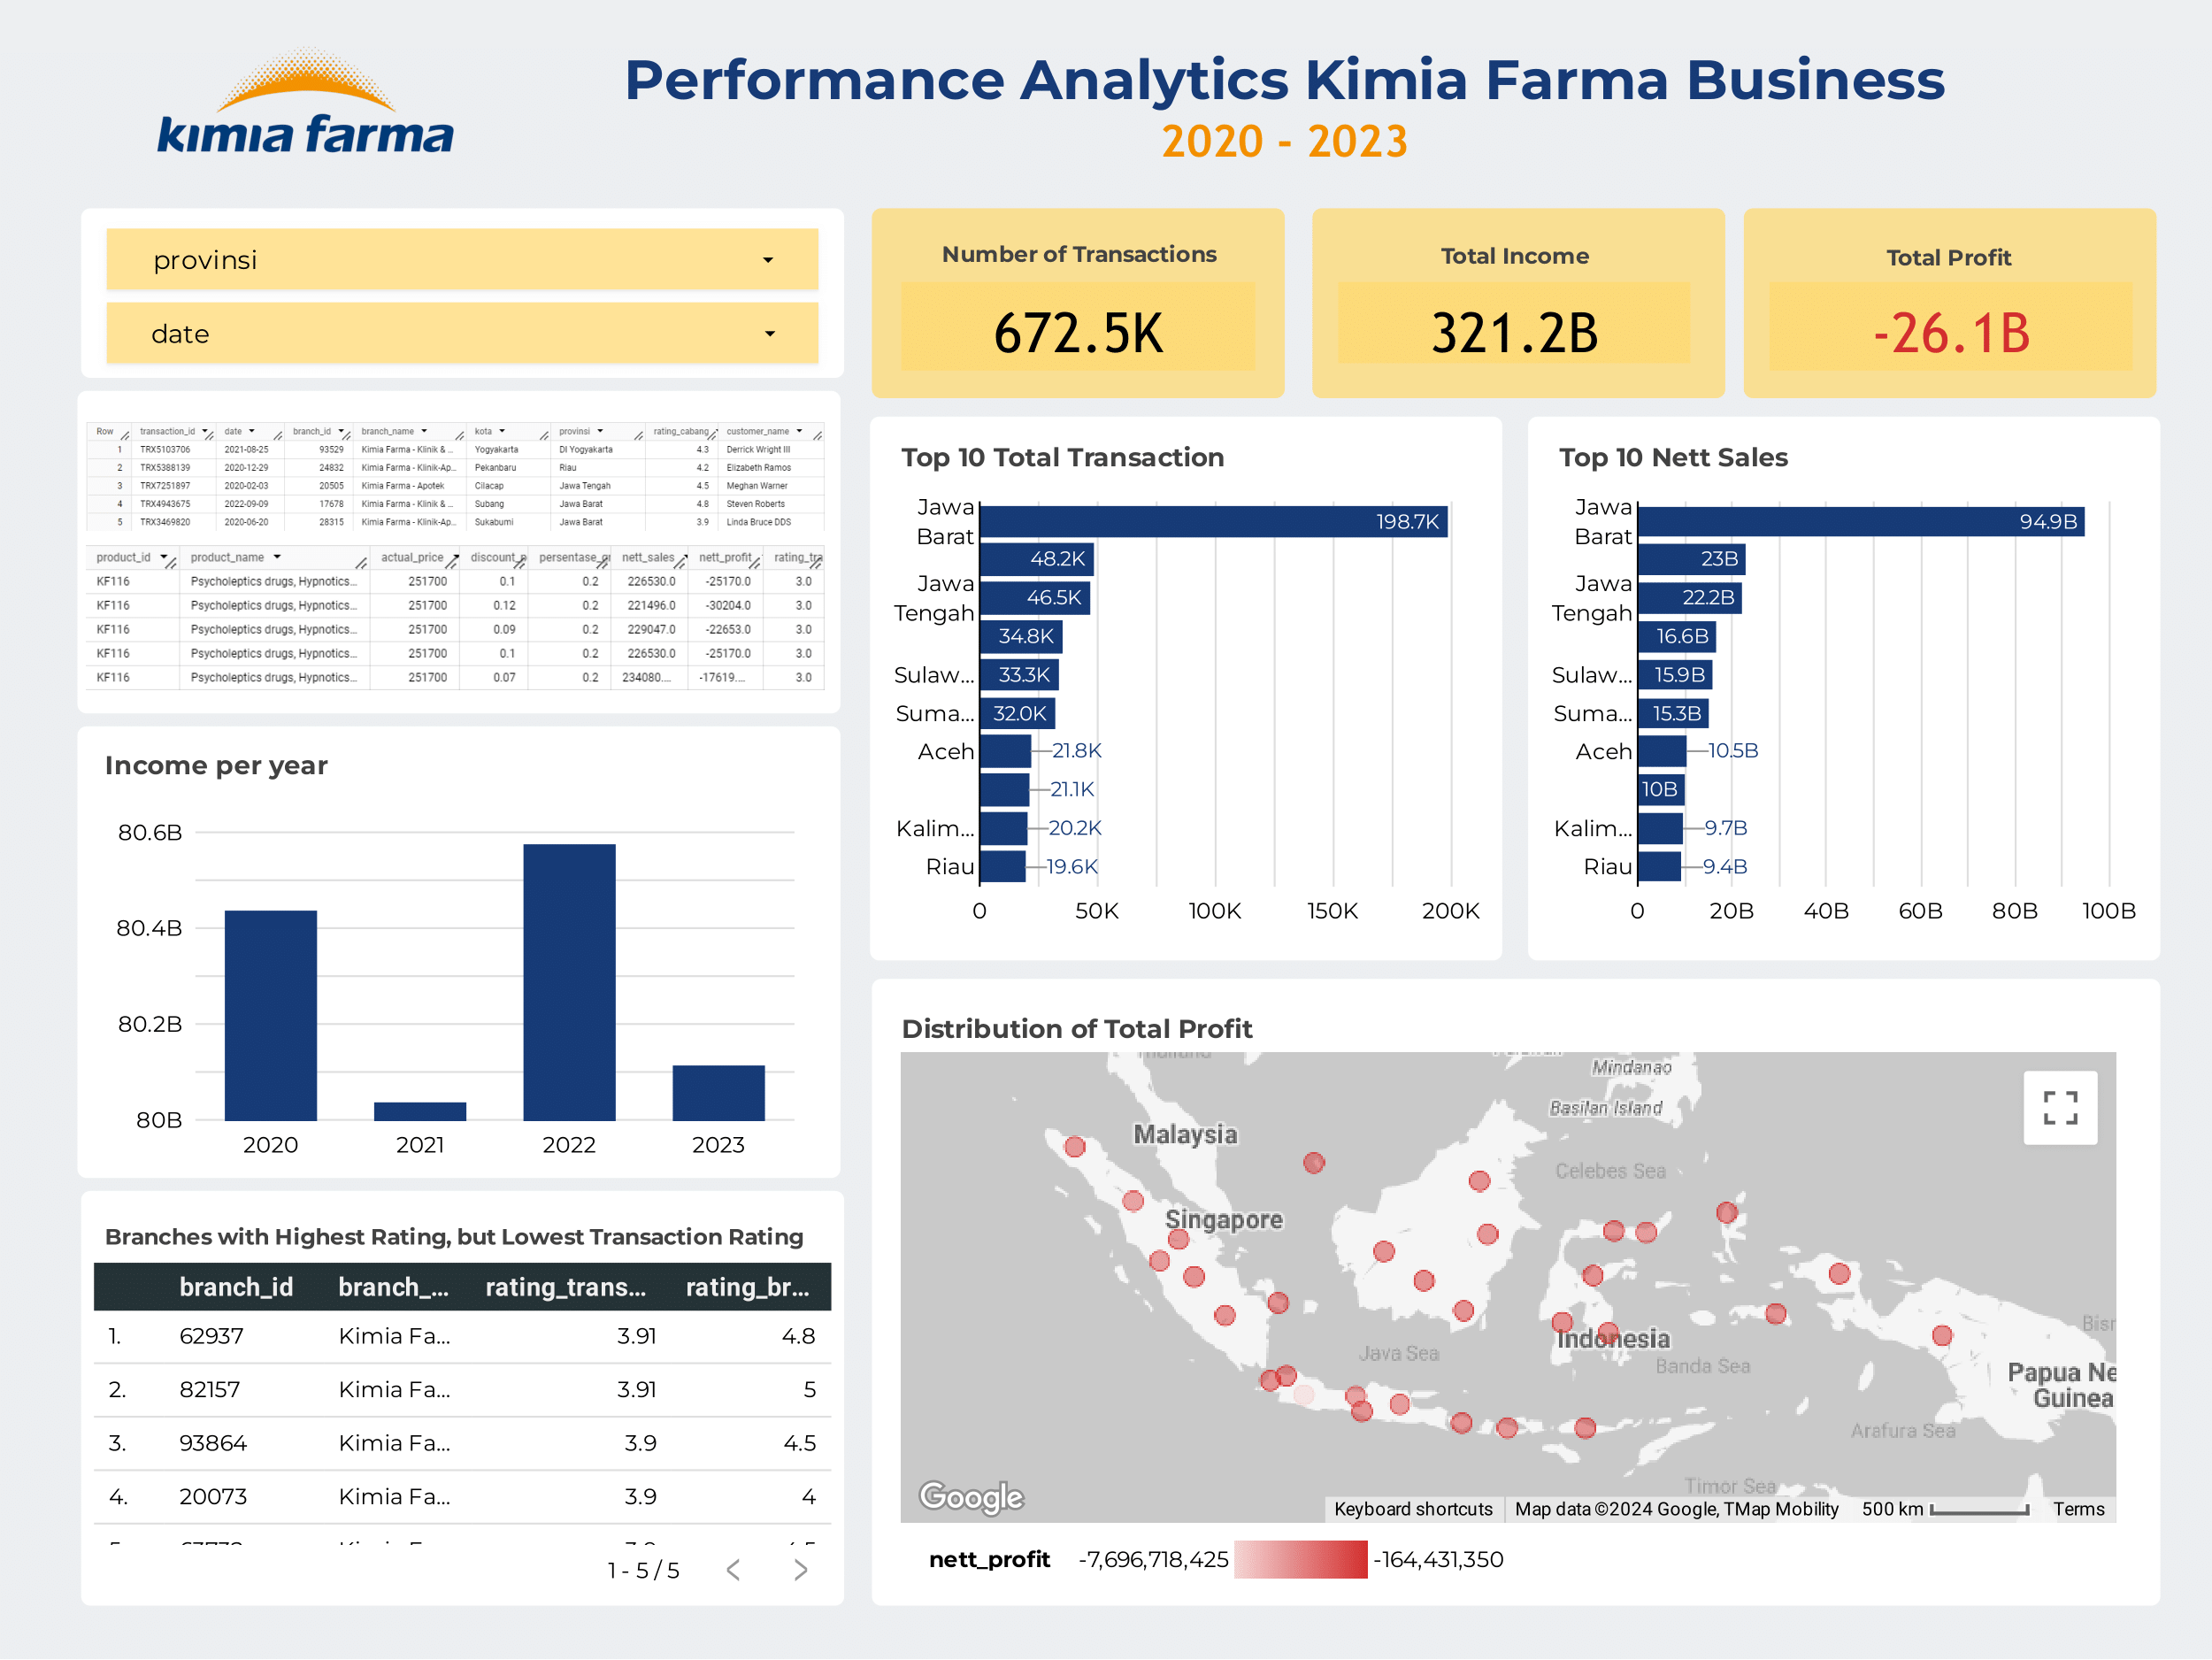 kimia farma
Performance Analytics Kimia Farma Business
2020 - 2023
provinsi
date
Number of Transactions
672.5K
Total Income
321.2B
Total Profit
-26.1B
Row transaction_id date branch_id branch_name kota provinsi rating_cabang customer_name
1 TRX5103706 2021-08-25 93529 Kimia Farma - Klinik & ... Yogyakarta DI Yogyakarta 4.3 Derrick Wright III
2 TRX5388139 2020-12-29 24832 Kimia Farma - Klinik-Ap... Pekanbaru Riau 4.2 Elizabeth Ramos
3 TRX7251897 2020-02-03 20505 Kimia Farma - Apotek Cilacap Jawa Tengah 4.5 Meghan Warner
4 TRX4943675 2022-09-09 17678 Kimia Farma - Klinik & ... Subang Jawa Barat 4.8 Steven Roberts
5 TRX3469820 2020-06-20 28315 Kimia Farma - Klinik-Ap... Sukabumi Jawa Barat 3.9 Linda Bruce DDS
product_id product_name actual_price discount_p persentase_gr nett_sales nett_profit rating_tra
KF116 Psycholeptics drugs, Hypnotics... 251700 0.1 0.2 226530.0 -25170.0 3.0
KF116 Psycholeptics drugs, Hypnotics... 251700 0.12 0.2 221496.0 -30204.0 3.0
KF116 Psycholeptics drugs, Hypnotics... 251700 0.09 0.2 229047.0 -22653.0 3.0
KF116 Psycholeptics drugs, Hypnotics... 251700 0.1 0.2 226530.0 -25170.0 3.0
KF116 Psycholeptics drugs, Hypnotics... 251700 0.07 0.2 234080.... -17619.... 3.0
Income per year
80.6B
80.4B
80.2B
80B
2020 2021 2022 2023
Branches with Highest Rating, but Lowest Transaction Rating
branch_id branch_... rating_trans... rating_br...
1. 62937 Kimia Fa... 3.91 4.8
2. 82157 Kimia Fa... 3.91 5
3. 93864 Kimia Fa... 3.9 4.5
4. 20073 Kimia Fa... 3.9 4
1 - 5 / 5
Top 10 Total Transaction
Jawa
Barat
198.7K
48.2K
Jawa
Tengah
46.5K
34.8K
Sulaw... 33.3K
Suma... 32.0K
Aceh 21.8K
21.1K
Kalim... 20.2K
Riau 19.6K
0 50K 100K 150K 200K
Top 10 Nett Sales
Jawa
Barat
94.9B
23B
Jawa
Tengah
22.2B
16.6B
Sulaw... 15.9B
Suma... 15.3B
Aceh 10.5B
10B
Kalim... 9.7B
Riau 9.4B
0 20B 40B 60B 80B 100B
Distribution of Total Profit
Mindanao
Basilan Island
Malaysia
Celebes Sea
Singapore
Indonesia
Java Sea
Banda Sea
Papua Ne
Guinea
Arafura Sea
Timor Sea
Google
Keyboard shortcuts Map data ©2024 Google, TMap Mobility 500 km Terms
nett_profit -7,696,718,425 -164,431,350